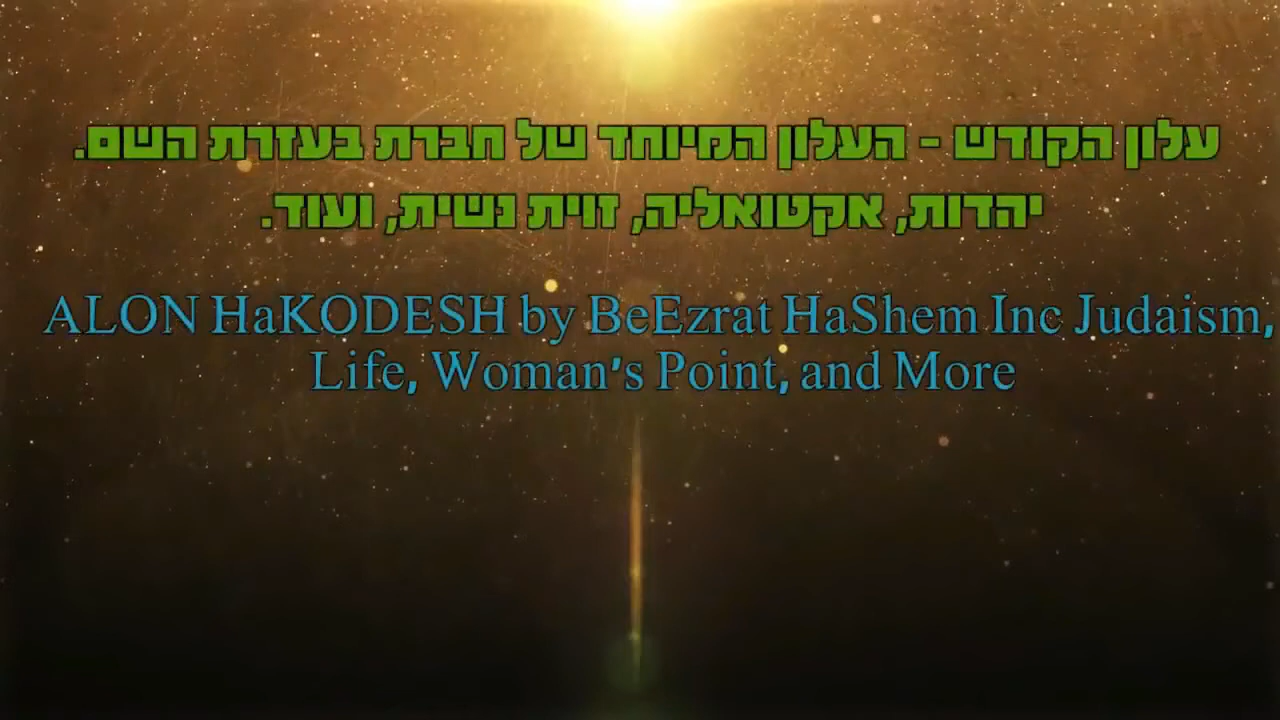 עלון הקודש - העלון המיוחד של חברת בעזרת השם.
יהדות, אקטואליה, זוית נשית, ועוד.
ALON HaKODESH by BeEzrat HaShem Inc Judaism,
Life, Woman's Point, and More